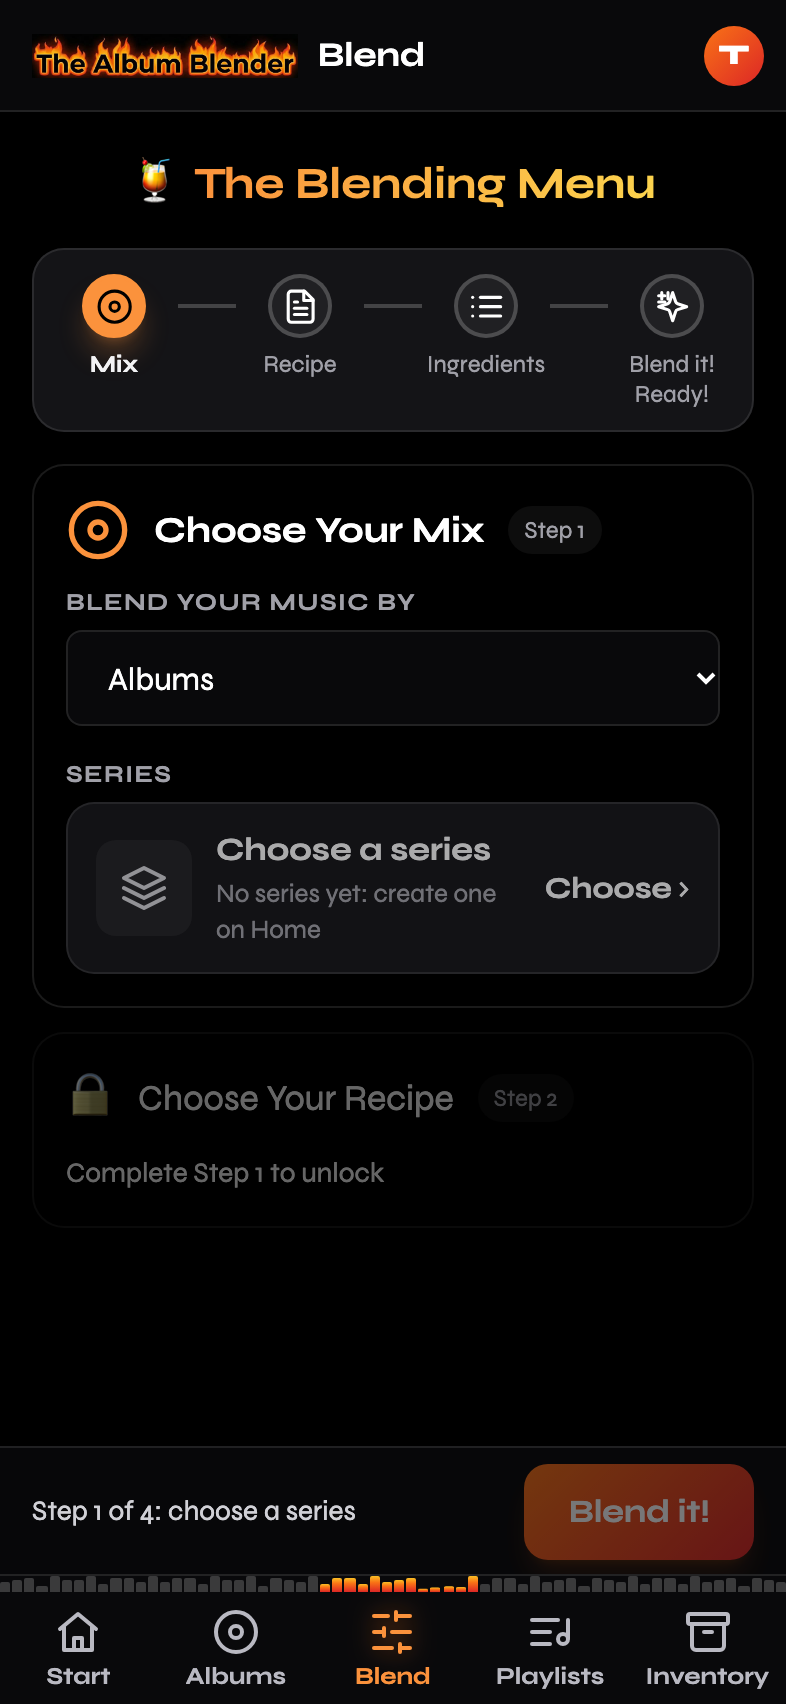 The Album Blender Blend
T
The Blending Menu
Mix
Recipe
Ingredients
Blend it!
Ready!
Choose Your Mix
Step 1
BLEND YOUR MUSIC BY
Albums
SERIES
Choose a series
No series yet: create one
on Home
Choose ›
Choose Your Recipe
Step 2
Complete Step 1 to unlock
Step 1 of 4: choose a series
Blend it!
Start
Albums
Blend
Playlists
Inventory